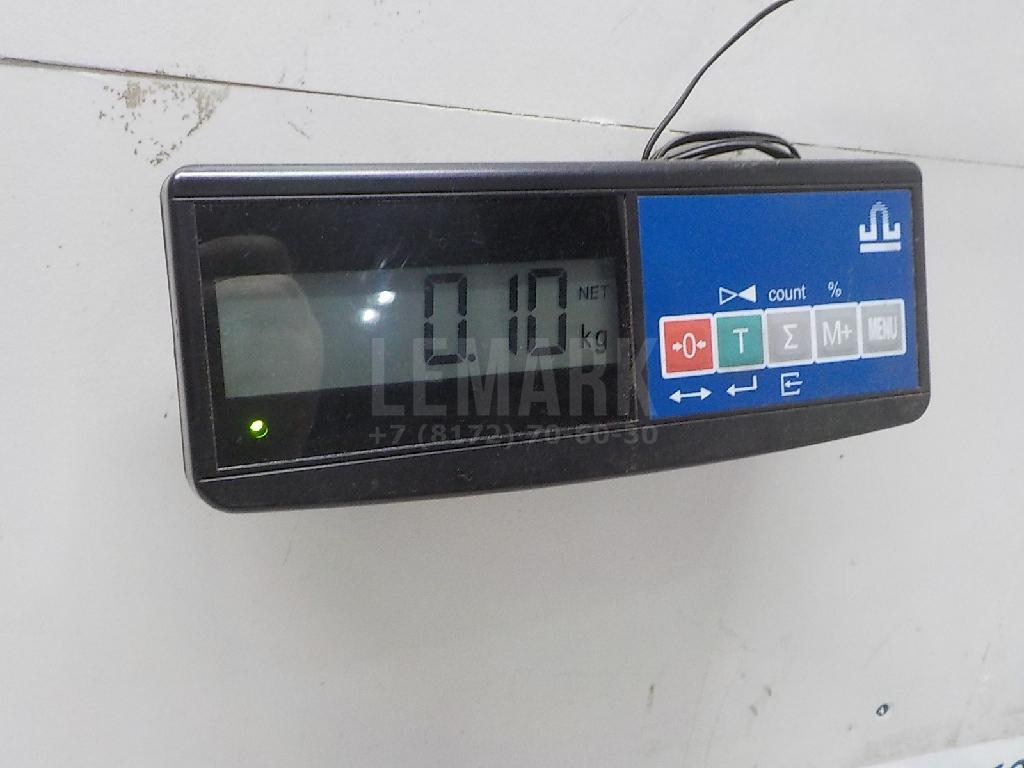 0.10 NET kg
count %
→0← T Σ M+ MENU
LEMARK
+7 (8172) 70-60-30